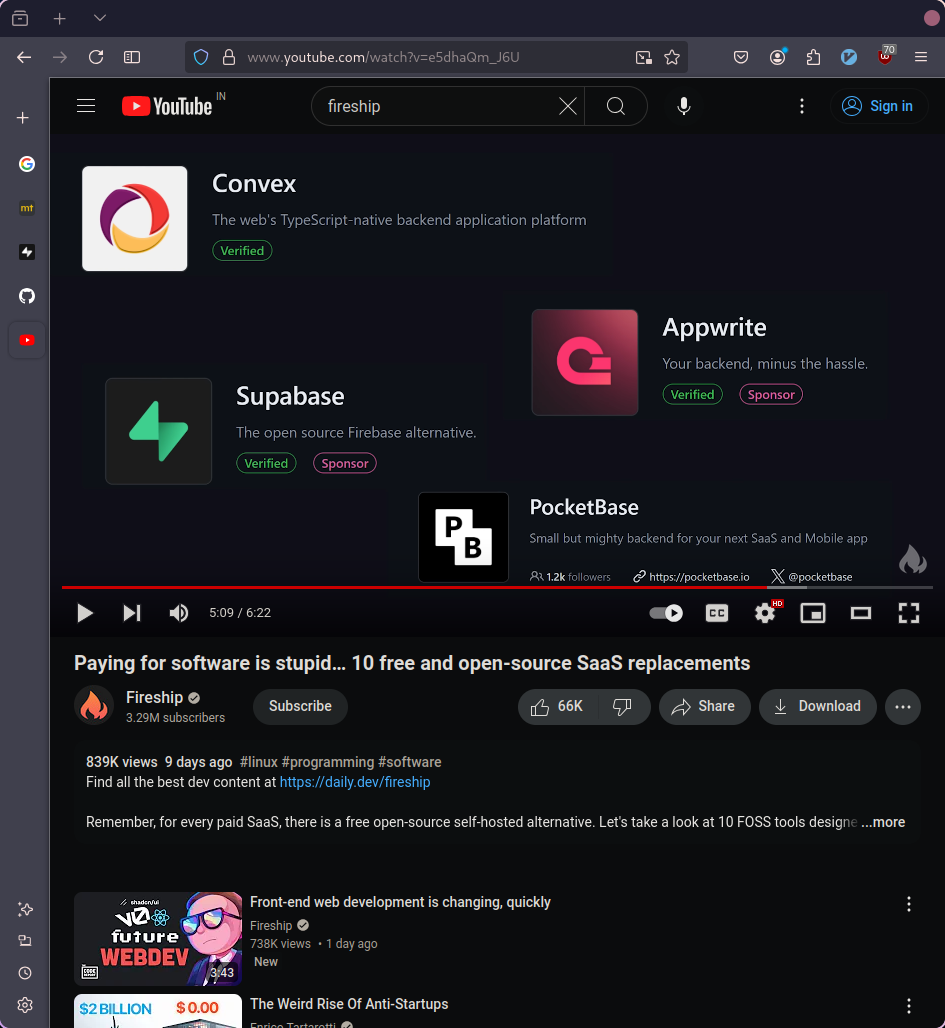 www.youtube.com/watch?v=e5dhaQm_J6U
70
YouTube IN
fireship
Sign in
mt
Convex
The web's TypeScript-native backend application platform
Verified
Appwrite
Your backend, minus the hassle.
Verified Sponsor
Supabase
The open source Firebase alternative.
Verified Sponsor
PB
PocketBase
Small but mighty backend for your next SaaS and Mobile app
1.2k followers https://pocketbase.io @pocketbase
5:09 / 6:22
CC
HD
Paying for software is stupid… 10 free and open-source SaaS replacements
Fireship
3.29M subscribers
Subscribe
66K
Share
Download
839K views 9 days ago #linux #programming #software
Find all the best dev content at https://daily.dev/fireship
Remember, for every paid SaaS, there is a free open-source self-hosted alternative. Let's take a look at 10 FOSS tools designe ...more
shadcn/ui
v0
future
WEBDEV
THE CODE REPORT
3:43
Front-end web development is changing, quickly
Fireship
738K views • 1 day ago
New
$2 BILLION $0.00
The Weird Rise Of Anti-Startups
Enrico Tartarotti